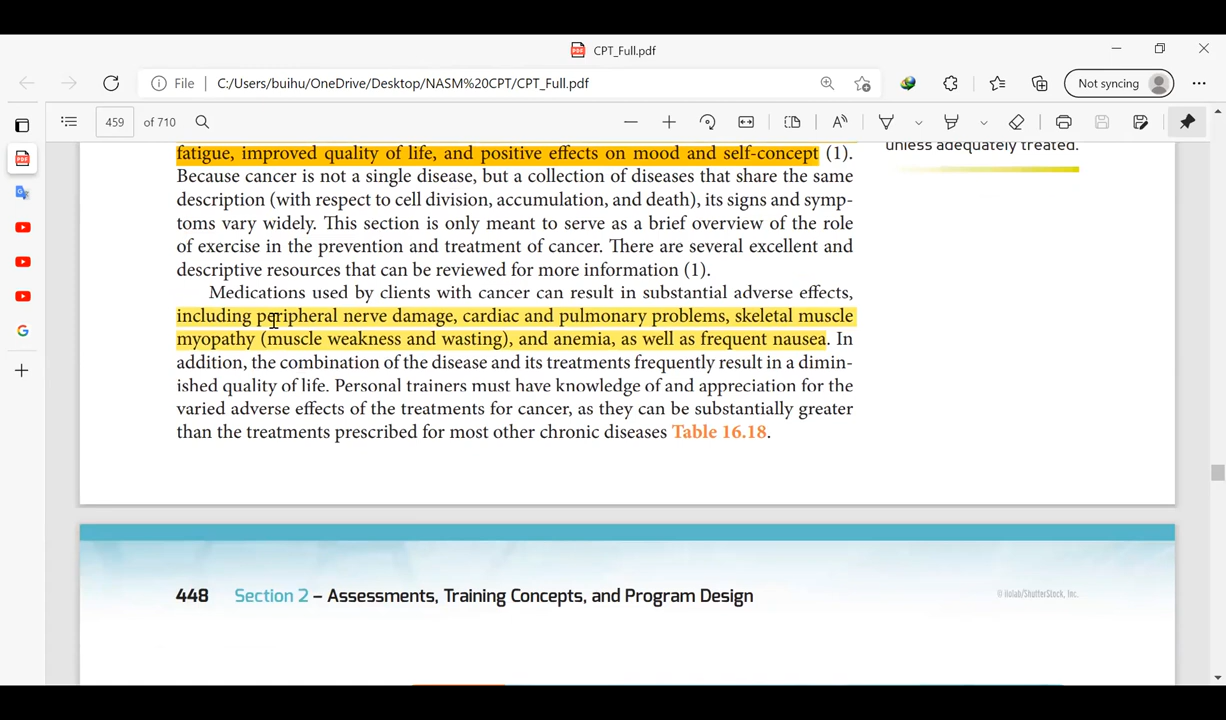 CPT_Full.pdf
File
C:/Users/buihu/OneDrive/Desktop/NASM%20CPT/CPT_Full.pdf
Not syncing
459 of 710
unless adequately treated.
fatigue, improved quality of life, and positive effects on mood and self-concept (1).
Because cancer is not a single disease, but a collection of diseases that share the same
description (with respect to cell division, accumulation, and death), its signs and symp-
toms vary widely. This section is only meant to serve as a brief overview of the role
of exercise in the prevention and treatment of cancer. There are several excellent and
descriptive resources that can be reviewed for more information (1).
Medications used by clients with cancer can result in substantial adverse effects,
including peripheral nerve damage, cardiac and pulmonary problems, skeletal muscle
myopathy (muscle weakness and wasting), and anemia, as well as frequent nausea. In
addition, the combination of the disease and its treatments frequently result in a dimin-
ished quality of life. Personal trainers must have knowledge of and appreciation for the
varied adverse effects of the treatments for cancer, as they can be substantially greater
than the treatments prescribed for most other chronic diseases Table 16.18.
448 Section 2 – Assessments, Training Concepts, and Program Design